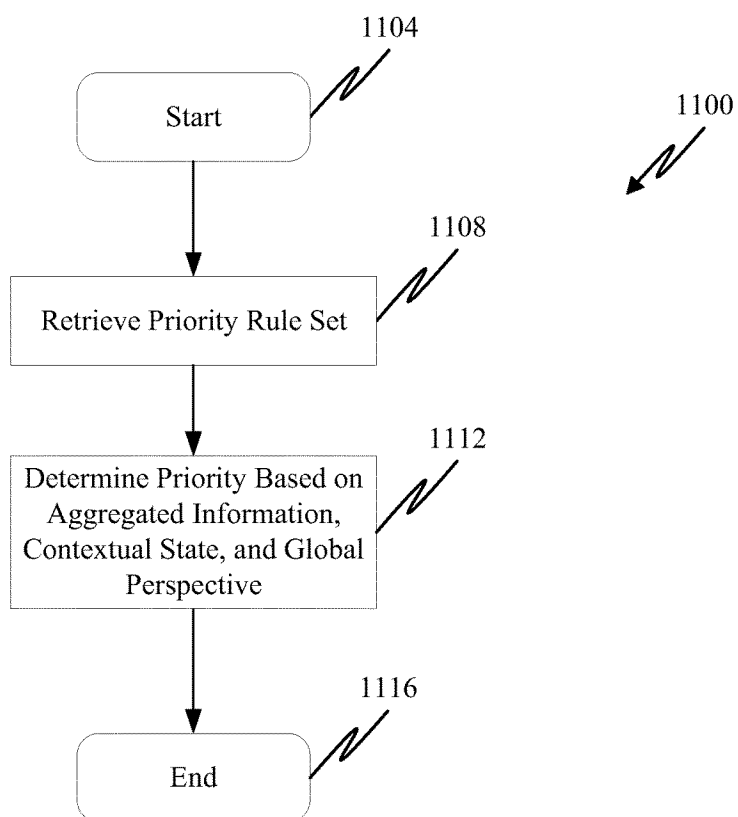 1104
Start
1100
1108
Retrieve Priority Rule Set
1112
Determine Priority Based on
Aggregated Information,
Contextual State, and Global
Perspective
1116
End